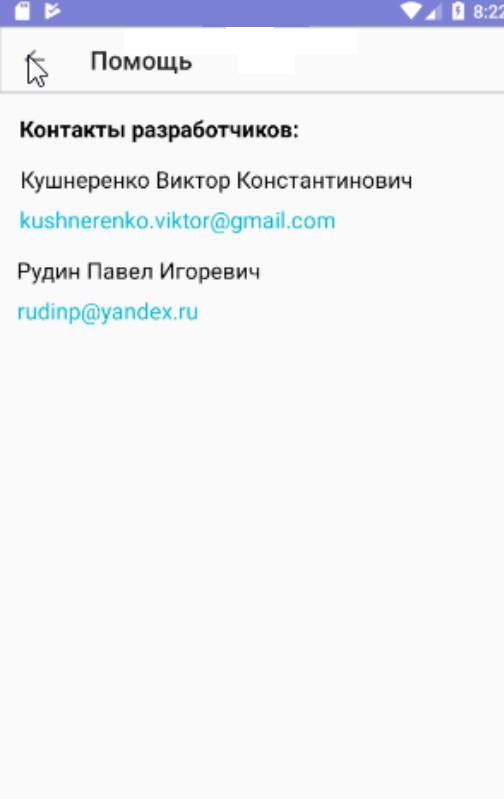 8:22
Помощь
Контакты разработчиков:
Кушнеренко Виктор Константинович
kushnerenko.viktor@gmail.com
Рудин Павел Игоревич
rudinp@yandex.ru